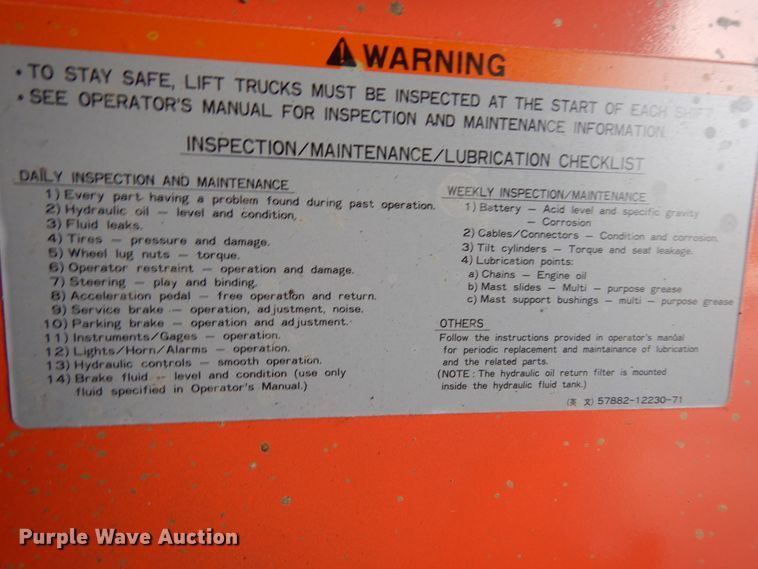 WARNING
• TO STAY SAFE, LIFT TRUCKS MUST BE INSPECTED AT THE START OF EACH SHIFT
• SEE OPERATOR'S MANUAL FOR INSPECTION AND MAINTENANCE INFORMATION.
INSPECTION/MAINTENANCE/LUBRICATION CHECKLIST
DAILY INSPECTION AND MAINTENANCE
1) Every part having a problem found during past operation.
2) Hydraulic oil – level and condition.
3) Fluid leaks.
4) Tires – pressure and damage.
5) Wheel lug nuts – torque.
6) Operator restraint – operation and damage.
7) Steering – play and binding.
8) Acceleration pedal – free operation and return.
9) Service brake – operation, adjustment, noise.
10) Parking brake – operation and adjustment.
11) Instruments/Gages – operation.
12) Lights/Horn/Alarms – operation.
13) Hydraulic controls – smooth operation.
14) Brake fluid – level and condition (use only
fluid specified in Operator's Manual.)
WEEKLY INSPECTION/MAINTENANCE
1) Battery – Acid level and specific gravity
– Corrosion
2) Cables/Connectors – Condition and corrosion.
3) Tilt cylinders – Torque and seal leakage.
4) Lubrication points:
a) Chains – Engine oil
b) Mast slides – Multi – purpose grease
c) Mast support bushings – multi – purpose grease
OTHERS
Follow the instructions provided in operator's manual
for periodic replacement and maintainance of lubrication
and the related parts.
(NOTE : The hydraulic oil return filter is mounted
inside the hydraulic fluid tank.)
(英 文) 57882-12230-71
Purple Wave Auction®